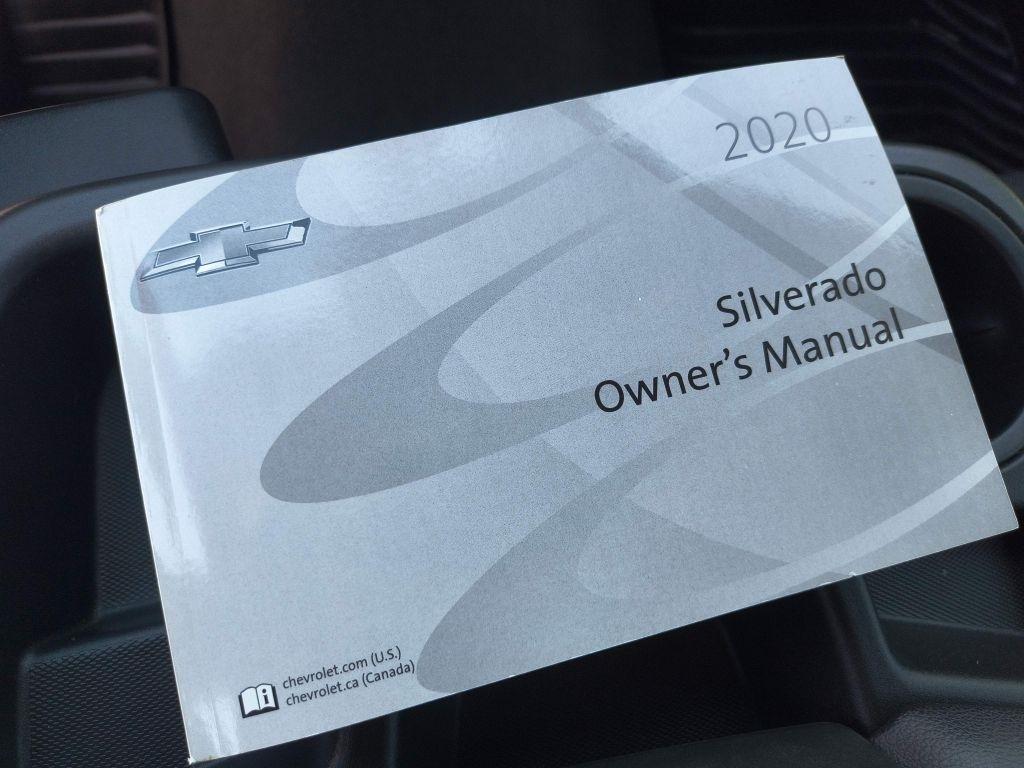 2020
Silverado
Owner's Manual
chevrolet.com (U.S.)
chevrolet.ca (Canada)